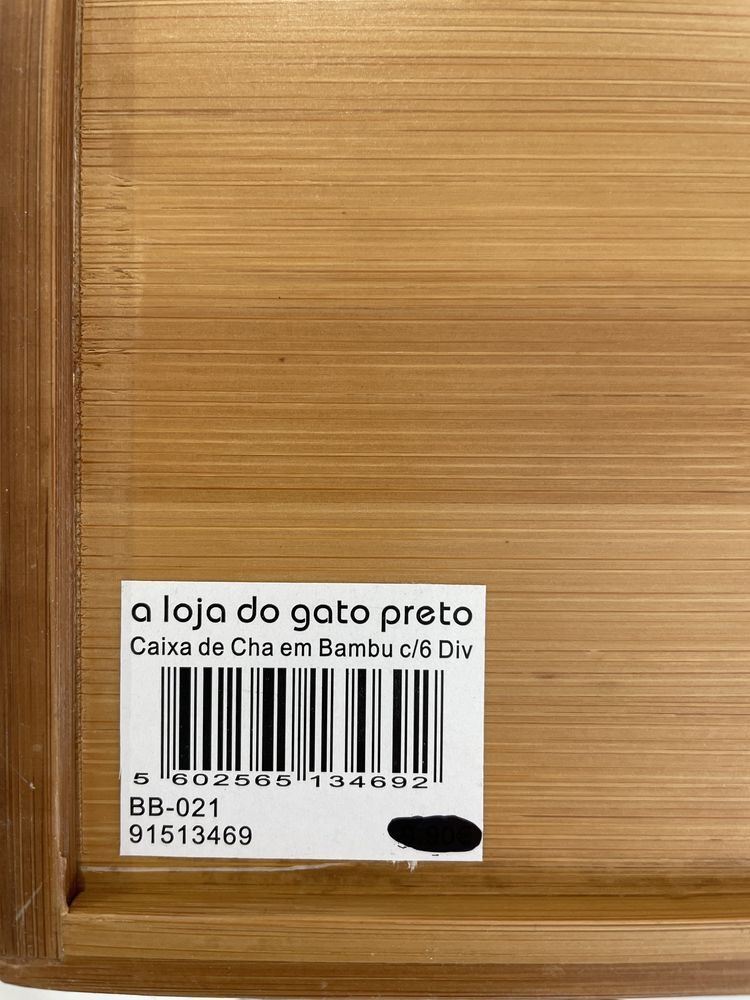 a loja do gato preto
Caixa de Cha em Bambu c/6 Div
5 602565 134692
BB-021
91513469